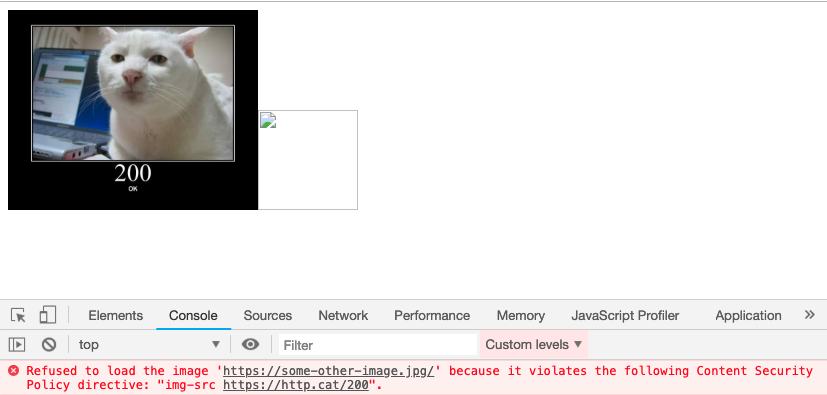 200
OK
Elements Console Sources Network Performance Memory JavaScript Profiler Application
top Filter Custom levels
Refused to load the image 'https://some-other-image.jpg/' because it violates the following Content Security
Policy directive: "img-src https://http.cat/200".